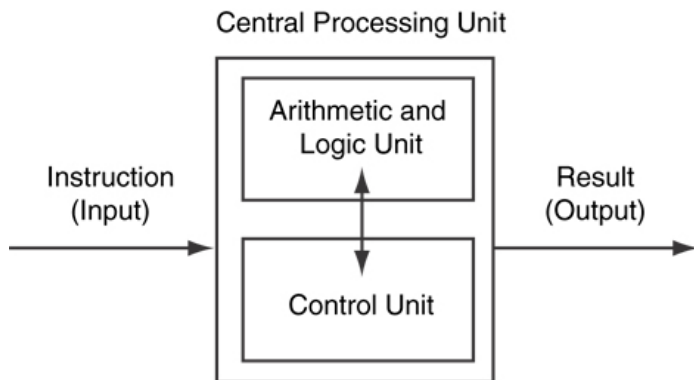 Central Processing Unit
Arithmetic and
Logic Unit
Instruction
(Input)
Result
(Output)
Control Unit